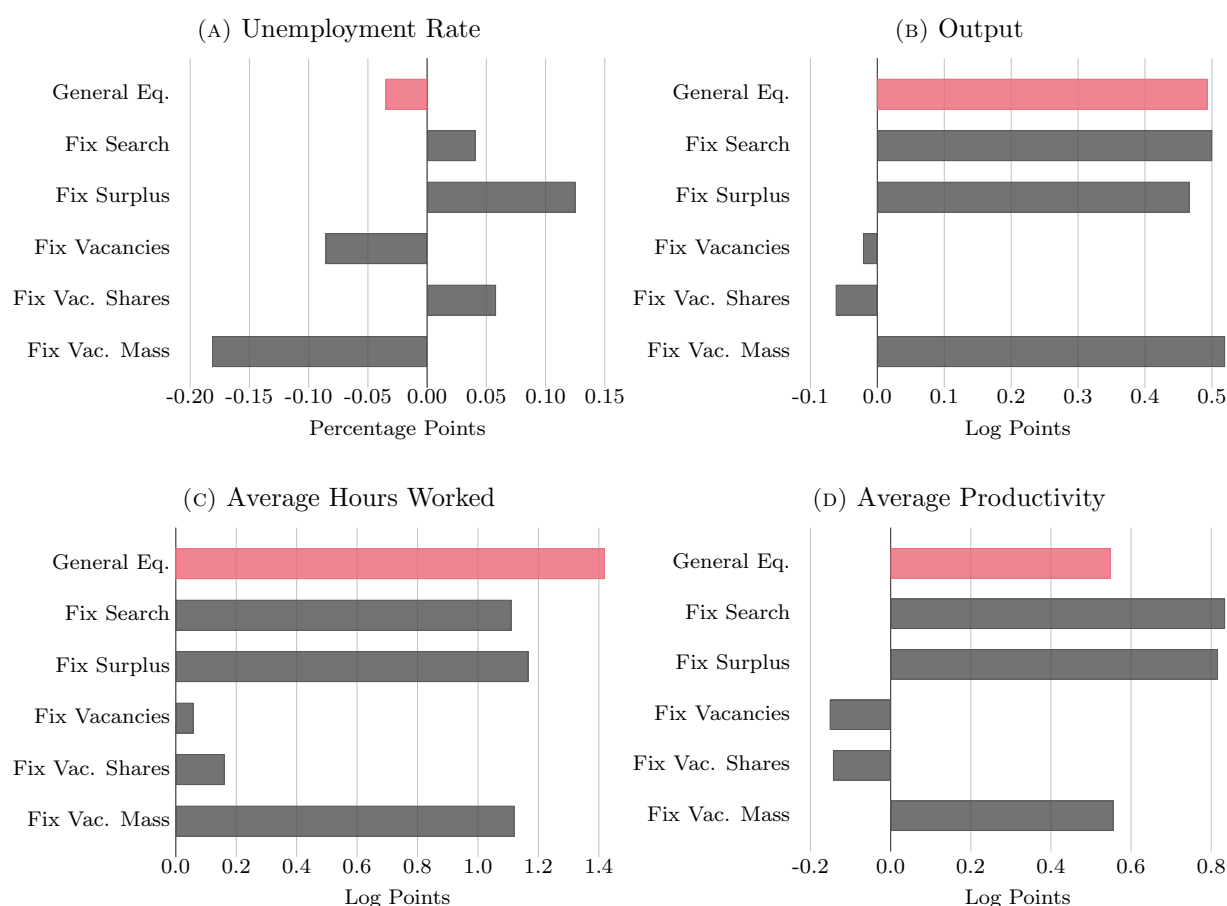 (A) Unemployment Rate
General Eq.
Fix Search
Fix Surplus
Fix Vacancies
Fix Vac. Shares
Fix Vac. Mass
-0.20 -0.15 -0.10 -0.05 0.00 0.05 0.10 0.15
Percentage Points
(B) Output
General Eq.
Fix Search
Fix Surplus
Fix Vacancies
Fix Vac. Shares
Fix Vac. Mass
-0.1 0.0 0.1 0.2 0.3 0.4 0.5
Log Points
(C) Average Hours Worked
General Eq.
Fix Search
Fix Surplus
Fix Vacancies
Fix Vac. Shares
Fix Vac. Mass
0.0 0.2 0.4 0.6 0.8 1.0 1.2 1.4
Log Points
(D) Average Productivity
General Eq.
Fix Search
Fix Surplus
Fix Vacancies
Fix Vac. Shares
Fix Vac. Mass
-0.2 0.0 0.2 0.4 0.6 0.8
Log Points